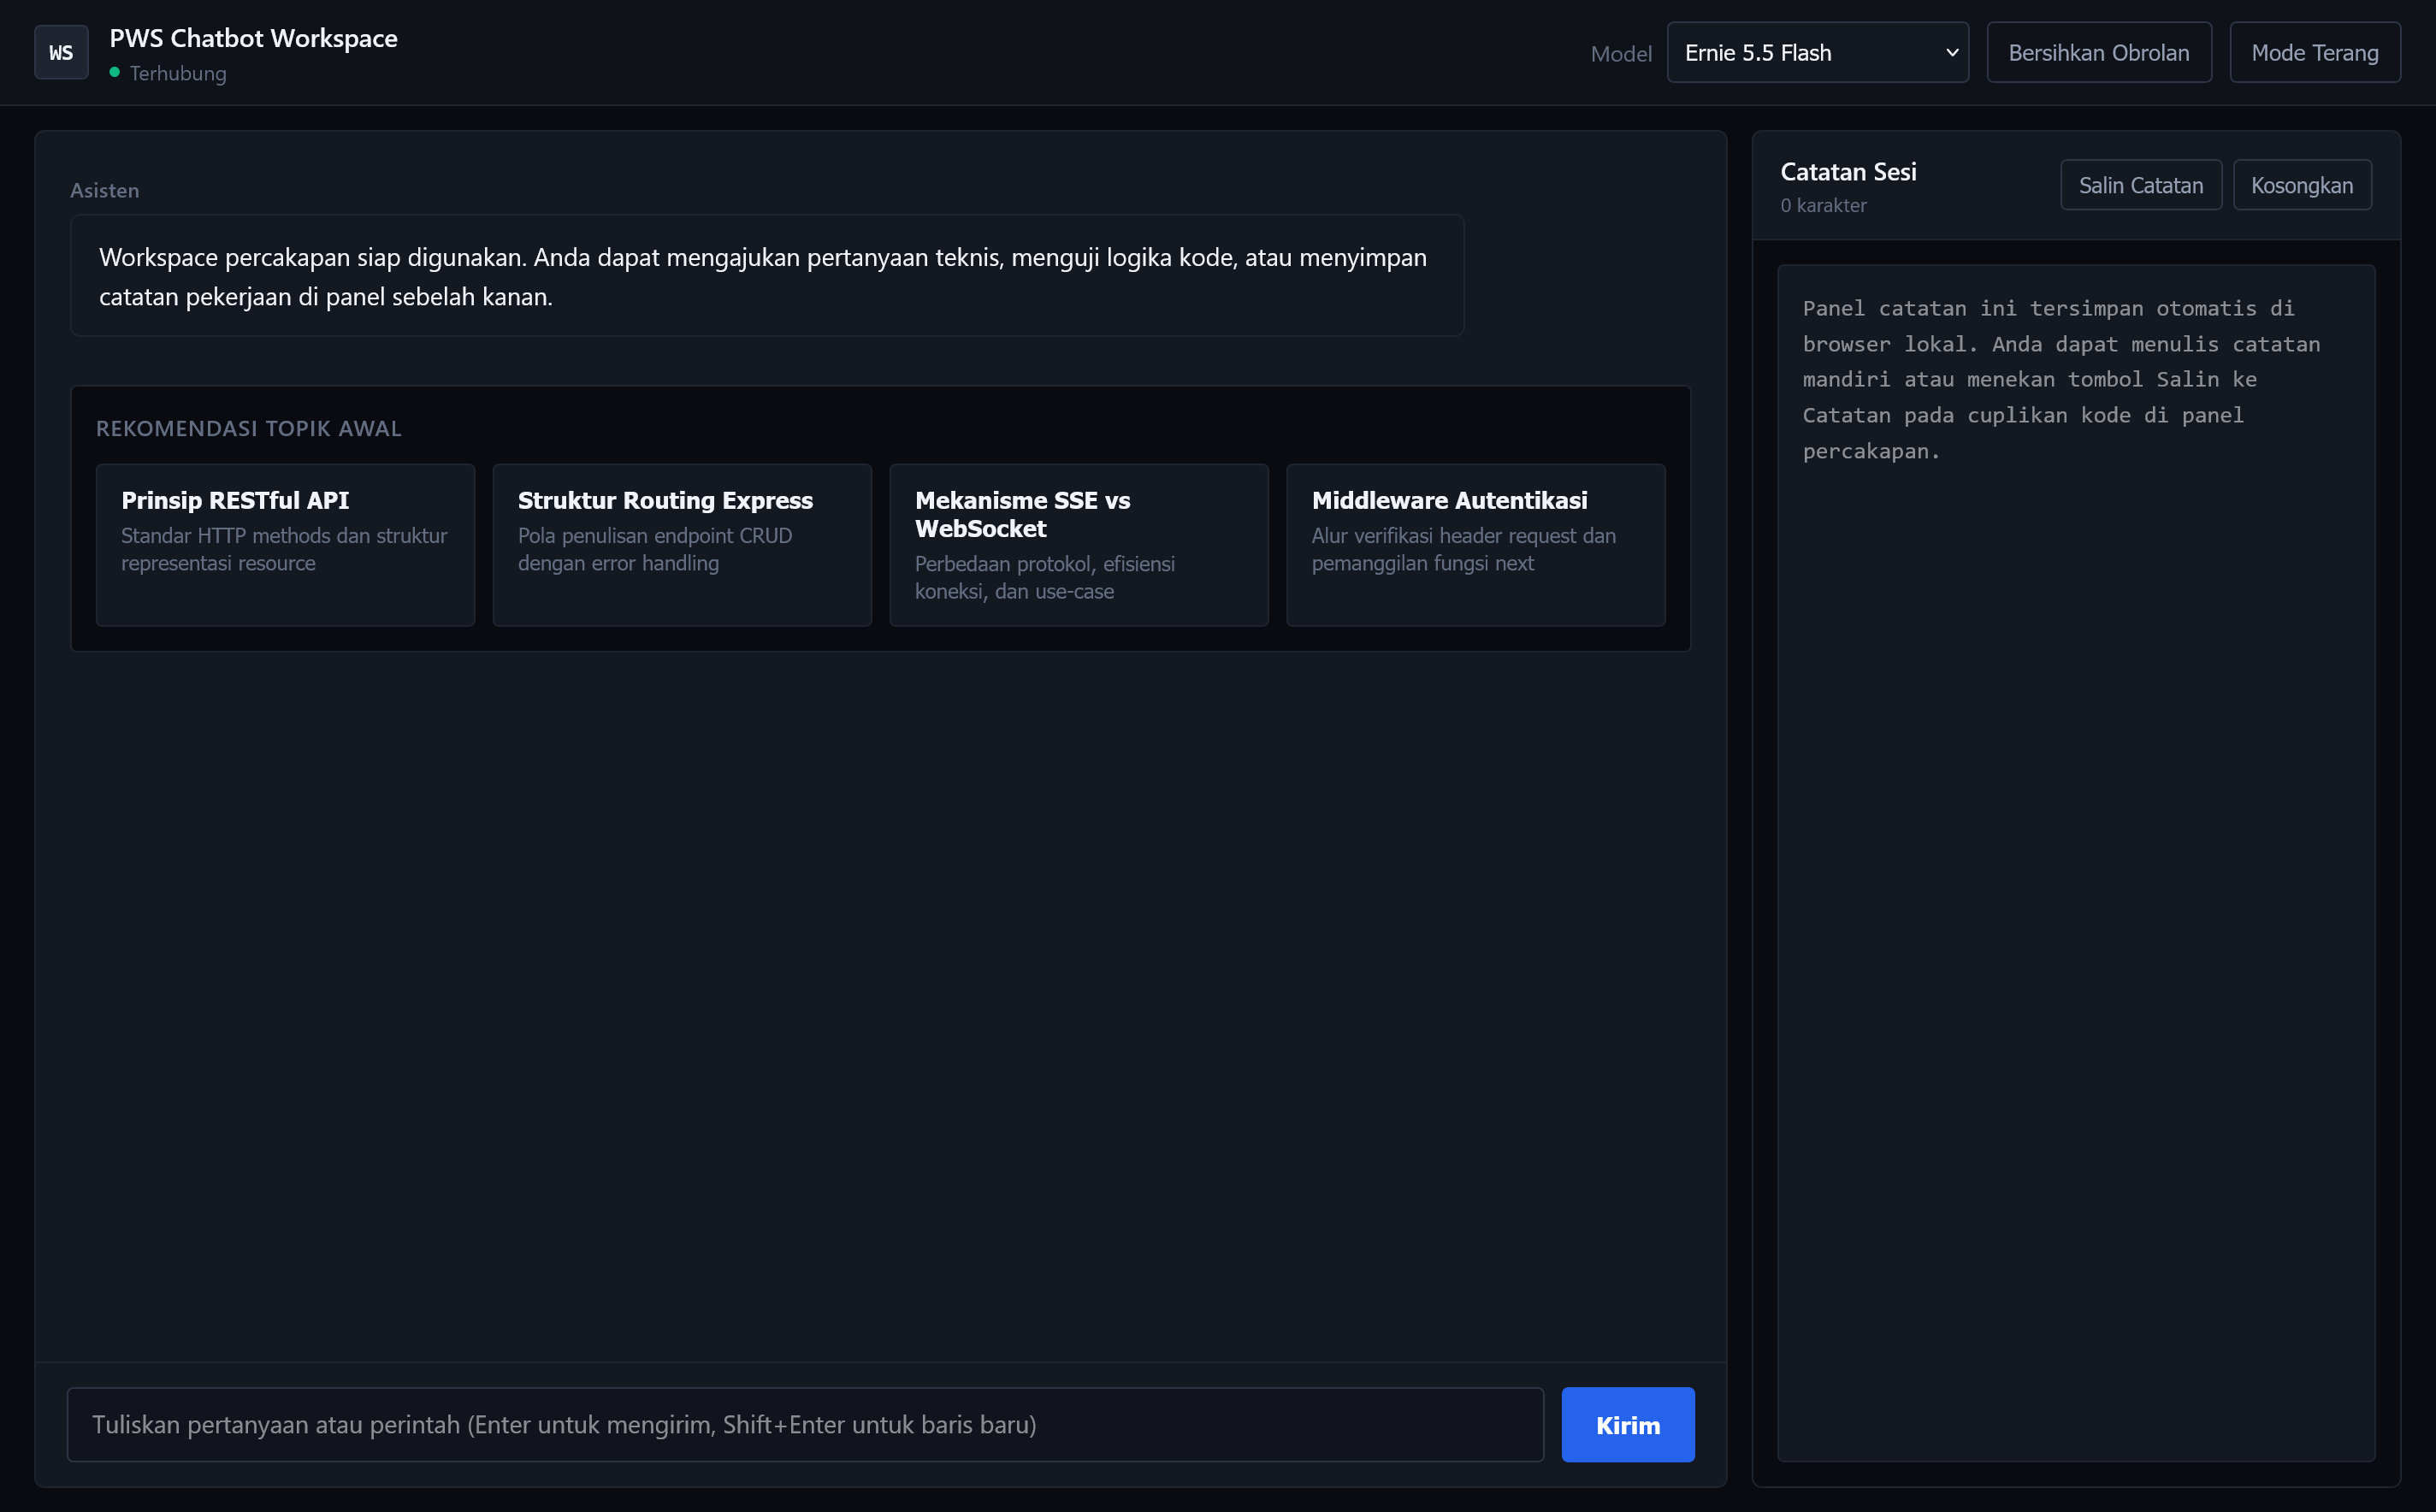 WS
PWS Chatbot Workspace
Terhubung
Model
Ernie 5.5 Flash
Bersihkan Obrolan
Mode Terang
Asisten
Workspace percakapan siap digunakan. Anda dapat mengajukan pertanyaan teknis, menguji logika kode, atau menyimpan
catatan pekerjaan di panel sebelah kanan.
REKOMENDASI TOPIK AWAL
Prinsip RESTful API
Standar HTTP methods dan struktur
representasi resource
Struktur Routing Express
Pola penulisan endpoint CRUD
dengan error handling
Mekanisme SSE vs
WebSocket
Perbedaan protokol, efisiensi
koneksi, dan use-case
Middleware Autentikasi
Alur verifikasi header request dan
pemanggilan fungsi next
Tuliskan pertanyaan atau perintah (Enter untuk mengirim, Shift+Enter untuk baris baru)
Kirim
Catatan Sesi
0 karakter
Salin Catatan
Kosongkan
Panel catatan ini tersimpan otomatis di
browser lokal. Anda dapat menulis catatan
mandiri atau menekan tombol Salin ke
Catatan pada cuplikan kode di panel
percakapan.